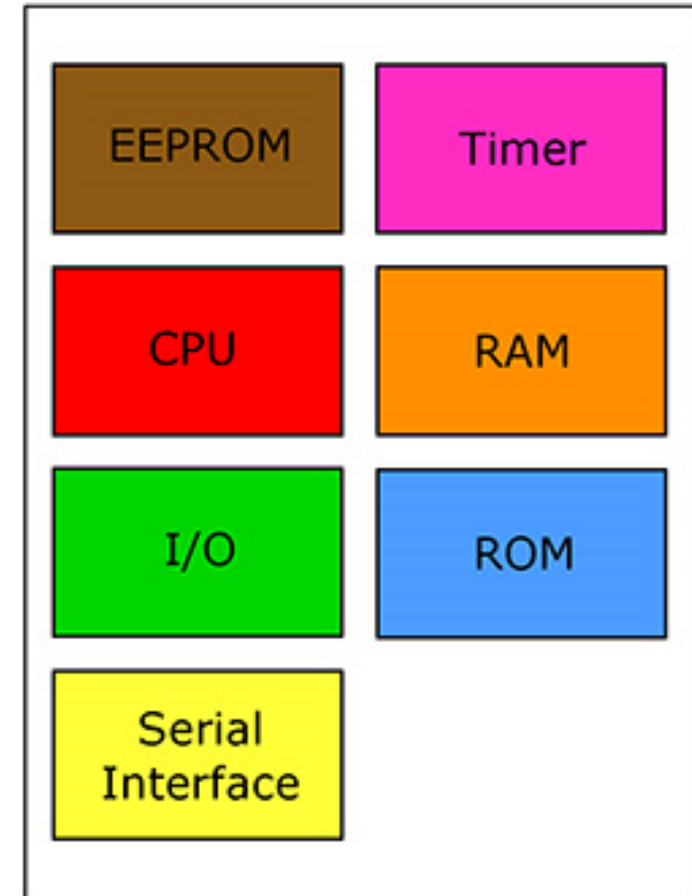 EEPROM
Timer
CPU
RAM
I/O
ROM
Serial
Interface